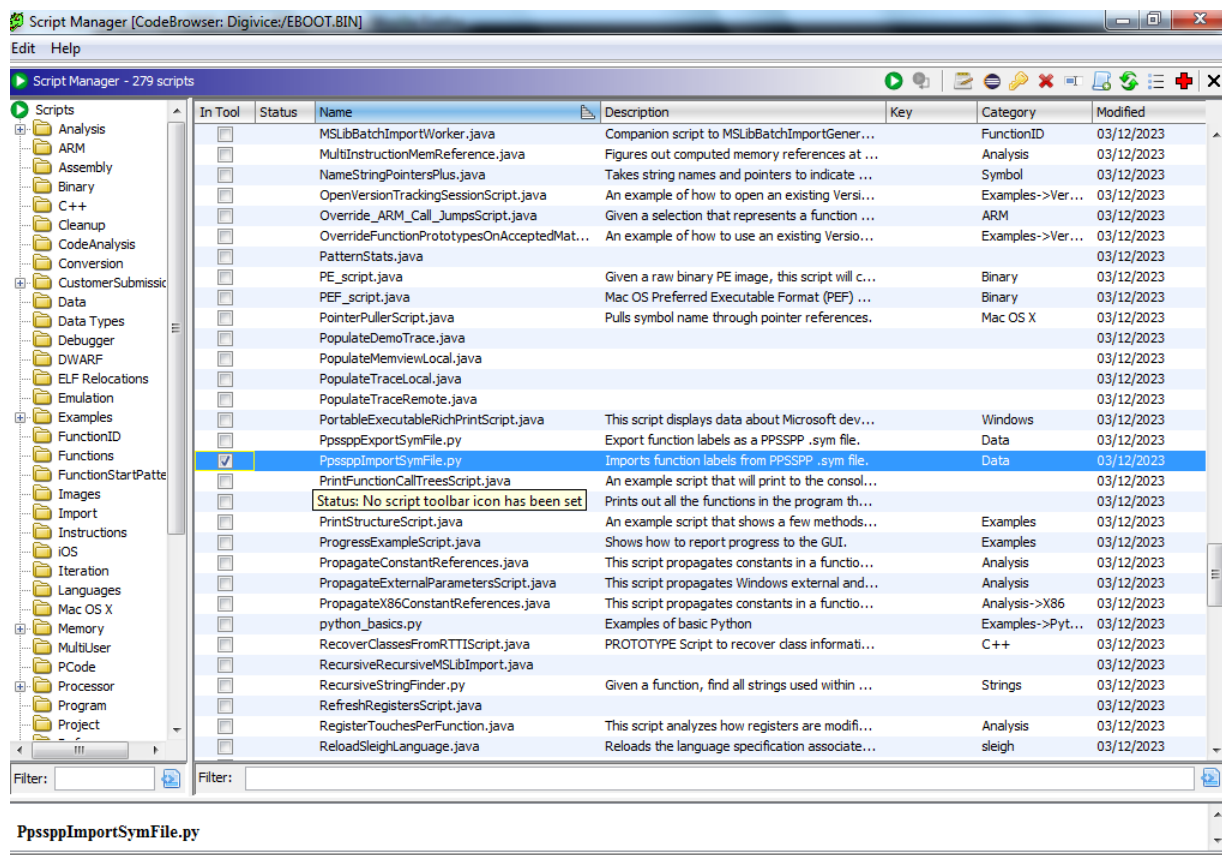 Script Manager [CodeBrowser: Digivice:/EBOOT.BIN]
Edit Help
Script Manager - 279 scripts
Scripts
Analysis
ARM
Assembly
Binary
C++
Cleanup
CodeAnalysis
Conversion
CustomerSubmissic
Data
Data Types
Debugger
DWARF
ELF Relocations
Emulation
Examples
FunctionID
Functions
FunctionStartPatte
Images
Import
Instructions
iOS
Iteration
Languages
Mac OS X
Memory
MultiUser
PCode
Processor
Program
Project
Filter:
In Tool Status Name Description Key Category Modified
MSLibBatchImportWorker.java Companion script to MSLibBatchImportGener... FunctionID 03/12/2023
MultiInstructionMemReference.java Figures out computed memory references at ... Analysis 03/12/2023
NameStringPointersPlus.java Takes string names and pointers to indicate ... Symbol 03/12/2023
OpenVersionTrackingSessionScript.java An example of how to open an existing Versi... Examples->Ver... 03/12/2023
Override_ARM_Call_JumpsScript.java Given a selection that represents a function ... ARM 03/12/2023
OverrideFunctionPrototypesOnAcceptedMat... An example of how to use an existing Versio... Examples->Ver... 03/12/2023
PatternStats.java 03/12/2023
PE_script.java Given a raw binary PE image, this script will c... Binary 03/12/2023
PEF_script.java Mac OS Preferred Executable Format (PEF) ... Binary 03/12/2023
PointerPullerScript.java Pulls symbol name through pointer references. Mac OS X 03/12/2023
PopulateDemoTrace.java 03/12/2023
PopulateMemviewLocal.java 03/12/2023
PopulateTraceLocal.java 03/12/2023
PopulateTraceRemote.java 03/12/2023
PortableExecutableRichPrintScript.java This script displays data about Microsoft dev... Windows 03/12/2023
PpssppExportSymFile.py Export function labels as a PPSSPP .sym file. Data 03/12/2023
PpssppImportSymFile.py Imports function labels from PPSSPP .sym file. Data 03/12/2023
PrintFunctionCallTreesScript.java An example script that will print to the consol... 03/12/2023
Status: No script toolbar icon has been set Prints out all the functions in the program th... 03/12/2023
PrintStructureScript.java An example script that shows a few methods... Examples 03/12/2023
ProgressExampleScript.java Shows how to report progress to the GUI. Examples 03/12/2023
PropagateConstantReferences.java This script propagates constants in a functio... Analysis 03/12/2023
PropagateExternalParametersScript.java This script propagates Windows external and... Analysis 03/12/2023
PropagateX86ConstantReferences.java This script propagates constants in a functio... Analysis->X86 03/12/2023
python_basics.py Examples of basic Python Examples->Pyt... 03/12/2023
RecoverClassesFromRTTIScript.java PROTOTYPE Script to recover class informati... C++ 03/12/2023
RecursiveRecursiveMSLibImport.java 03/12/2023
RecursiveStringFinder.py Given a function, find all strings used within ... Strings 03/12/2023
RefreshRegistersScript.java 03/12/2023
RegisterTouchesPerFunction.java This script analyzes how registers are modifi... Analysis 03/12/2023
ReloadSleighLanguage.java Reloads the language specification associate... sleigh 03/12/2023
Filter:
PpssppImportSymFile.py